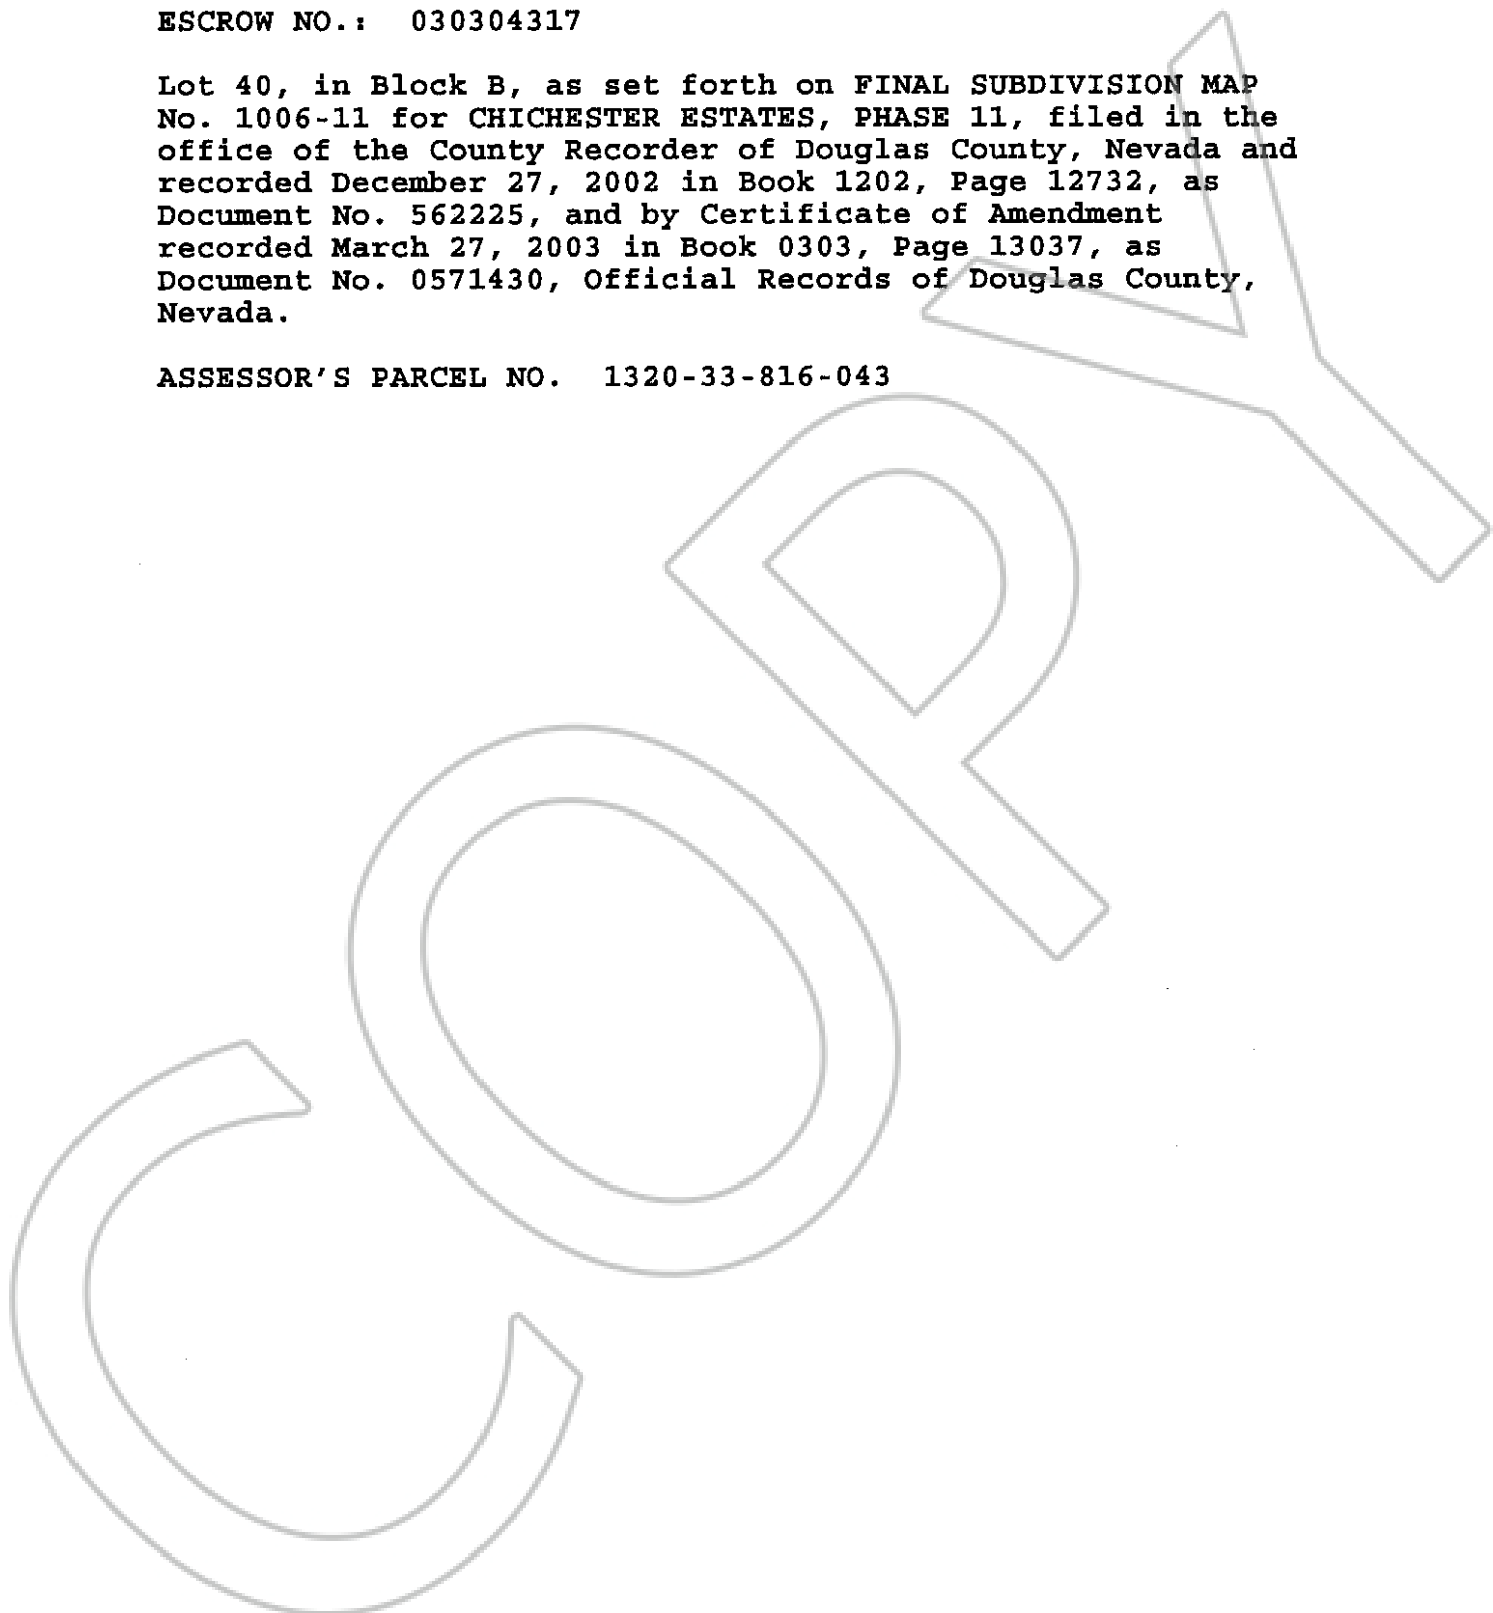 ESCROW NO.: 030304317
Lot 40, in Block B, as set forth on FINAL SUBDIVISION MAP
No. 1006-11 for CHICHESTER ESTATES, PHASE 11, filed in the
office of the County Recorder of Douglas County, Nevada and
recorded December 27, 2002 in Book 1202, Page 12732, as
Document No. 562225, and by Certificate of Amendment
recorded March 27, 2003 in Book 0303, Page 13037, as
Document No. 0571430, Official Records of Douglas County,
Nevada.
ASSESSOR'S PARCEL NO. 1320-33-816-043
COPY